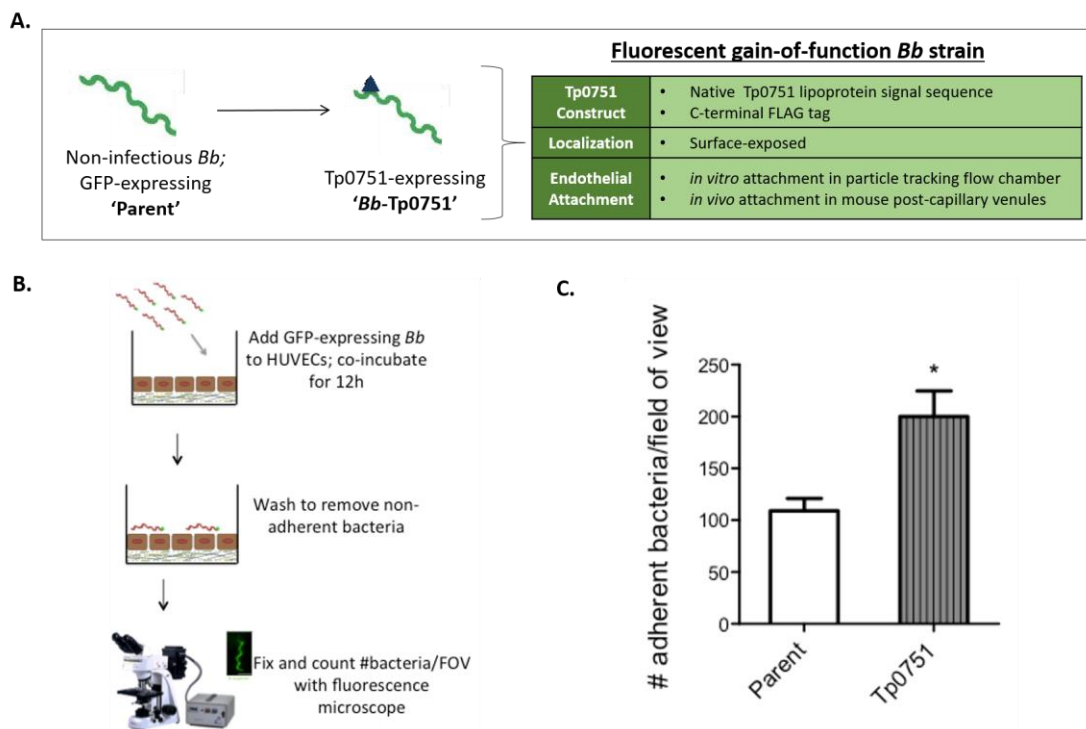 A.
Fluorescent gain-of-function Bb strain
Non-infectious Bb;
GFP-expressing
‘Parent’
Tp0751-expressing
‘Bb-Tp0751’
Tp0751
Construct
• Native Tp0751 lipoprotein signal sequence
• C-terminal FLAG tag
Localization
• Surface-exposed
Endothelial
Attachment
• in vitro attachment in particle tracking flow chamber
• in vivo attachment in mouse post-capillary venules
B.
Add GFP-expressing Bb
to HUVECs; co-incubate
for 12h
Wash to remove non-
adherent bacteria
Fix and count #bacteria/FOV
with fluorescence
microscope
C.
# adherent bacteria/field of view
250
200
150
100
50
0
*
Parent
Tp0751